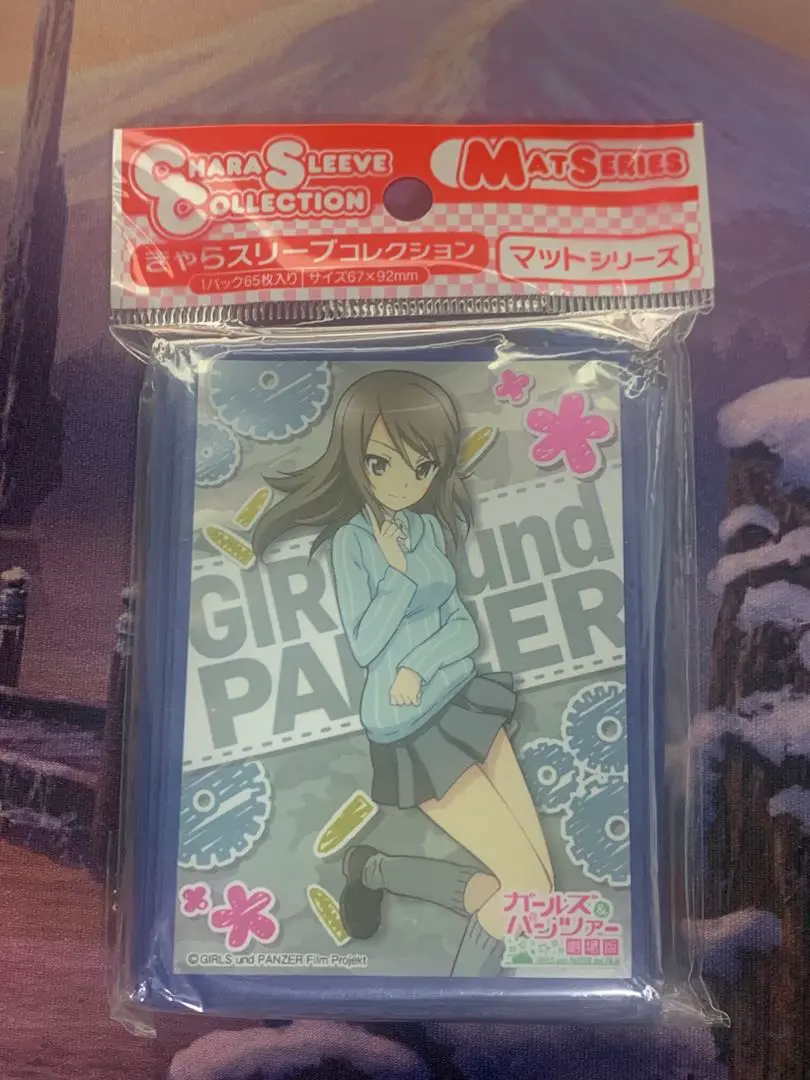 CHARA SLEEVE
COLLECTION
MAT SERIES
きゃらスリーブコレクション
マットシリーズ
1パック65枚入り サイズ67×92mm
GIR und
PANZER
ガールズ&
パンツァー
劇場版
©GIRLS und PANZER Film Projekt